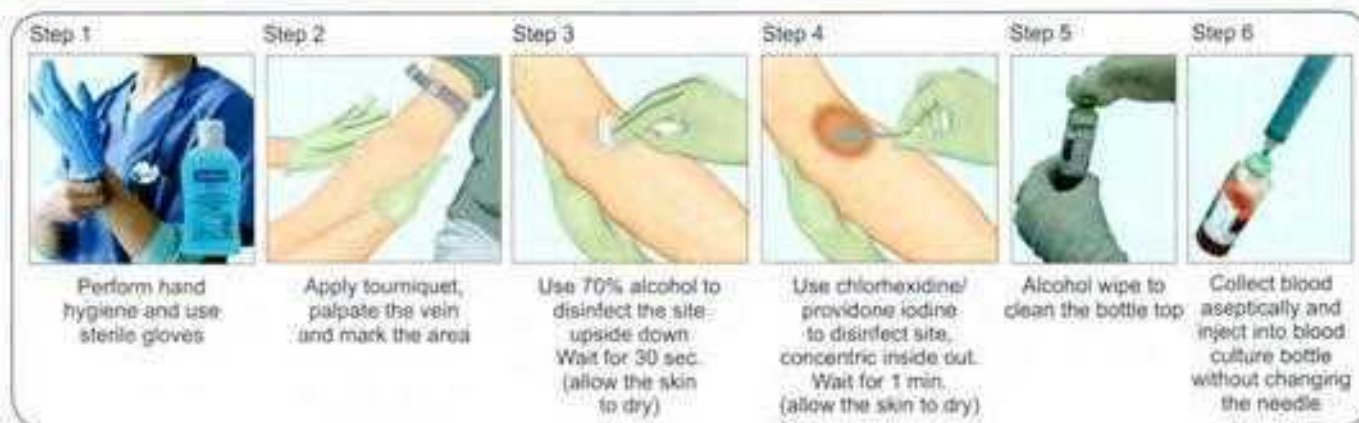 Step 1
Step 2
Step 3
Step 4
Step 5
Step 6
Perform hand
hygiene and use
sterile gloves
Apply tourniquet,
palpate the vein
and mark the area
Use 70% alcohol to
disinfect the site
upside down
Wait for 30 sec.
(allow the skin
to dry)
Use chlorhexidine/
providone iodine
to disinfect site,
concentric inside out.
Wait for 1 min.
(allow the skin to dry)
Alcohol wipe to
clean the bottle top
Collect blood
aseptically and
inject into blood
culture bottle
without changing
the needle